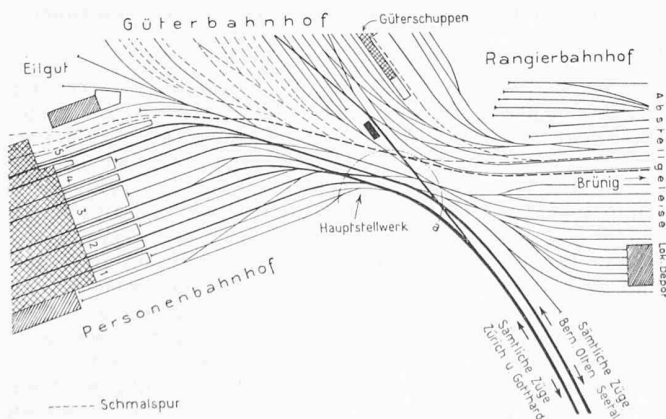 Güterbahnhof
Güterschuppen
Rangierbahnhof
Eilgut
Abstellgeleise
5
4
3
2
1
Brünig
Hauptstellwerk
a
Lok. Depot
Personenbahnhof
Sämtliche Züge
Zürich u Gotthard
Sämtliche Züge
Bern Olten Seetal
Schmalspur